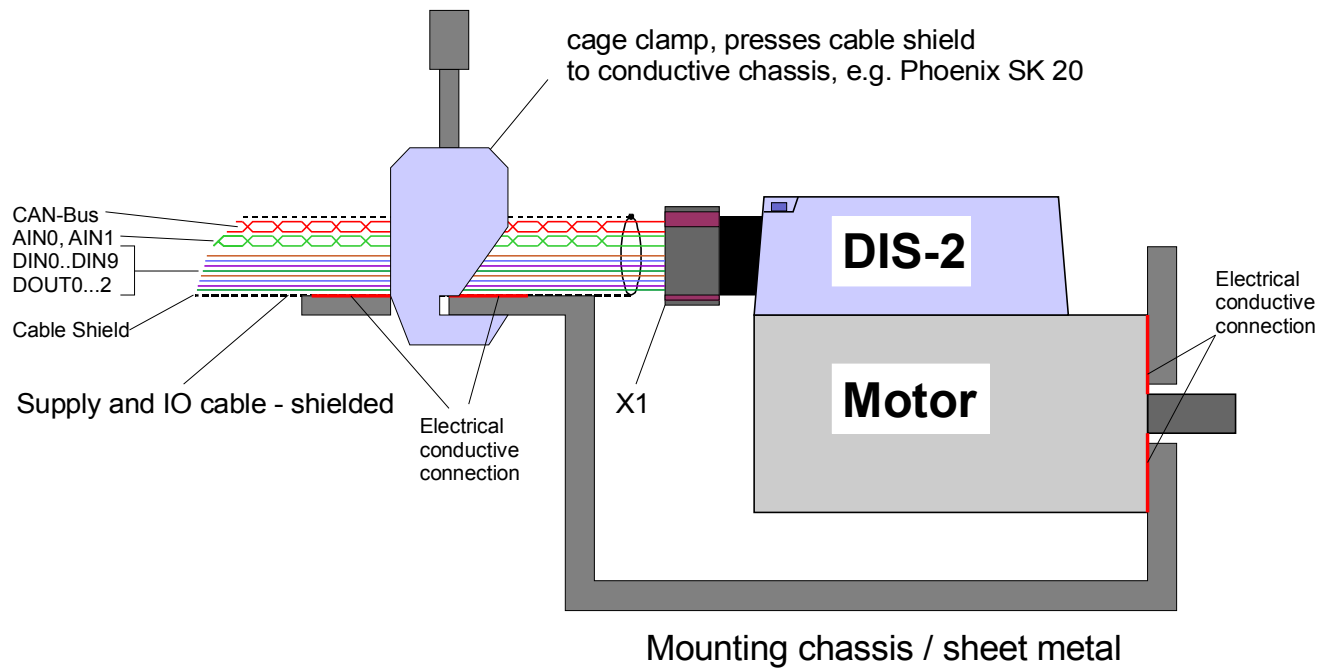 cage clamp, presses cable shield
to conductive chassis, e.g. Phoenix SK 20
CAN-Bus
AIN0, AIN1
DIN0..DIN9
DOUT0...2
Cable Shield
Supply and IO cable - shielded
Electrical
conductive
connection
X1
DIS-2
Motor
Electrical
conductive
connection
Mounting chassis / sheet metal